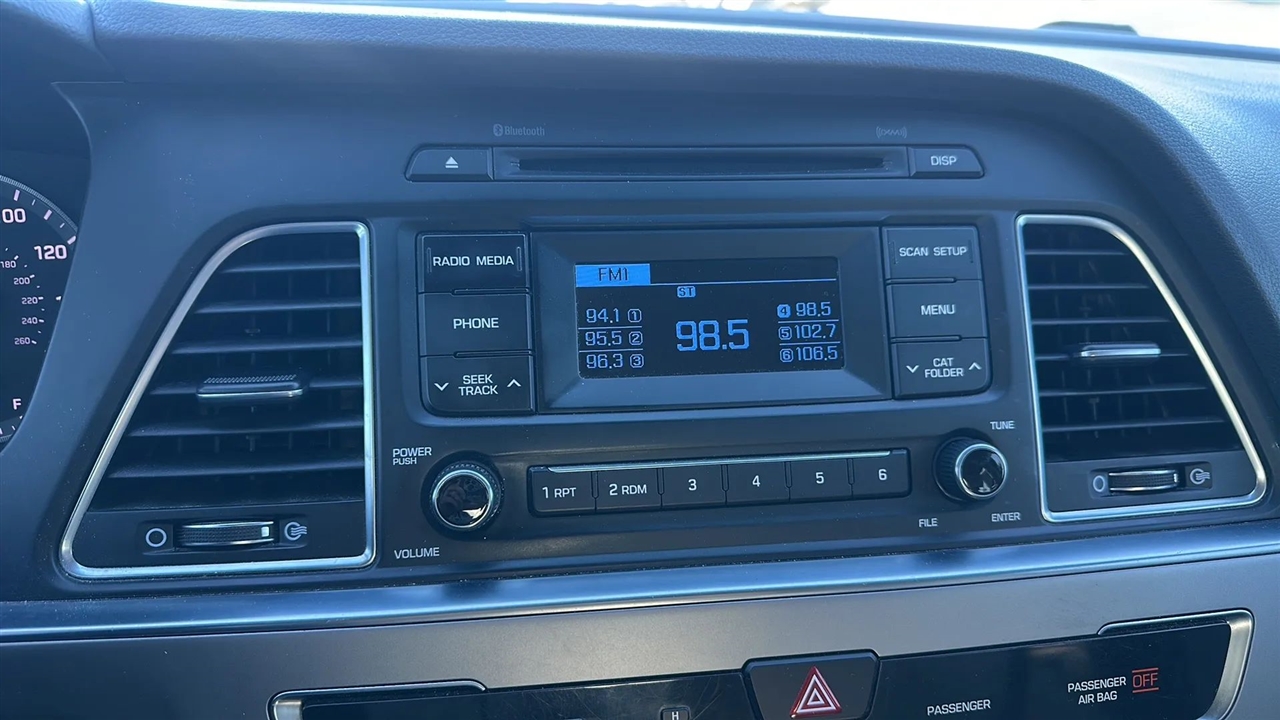 Bluetooth
DISP
00
120
180
200
220
240
260
F
RADIO MEDIA
PHONE
SEEK
TRACK
FM1
ST
94.1 1
95.5 2
96.3 3
98.5
4 98.5
5 102.7
6 106.5
SCAN SETUP
MENU
CAT
FOLDER
POWER
PUSH
VOLUME
1 RPT
2 RDM
3
4
5
6
TUNE
FILE
ENTER
H
PASSENGER
PASSENGER
AIR BAG
OFF